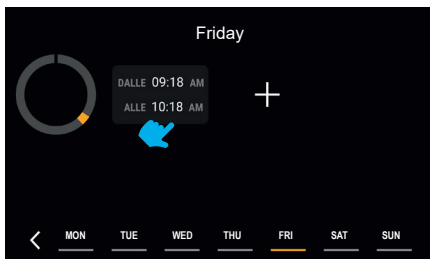 Friday
DALLE 09:18 AM
ALLE 10:18 AM
MON TUE WED THU FRI SAT SUN